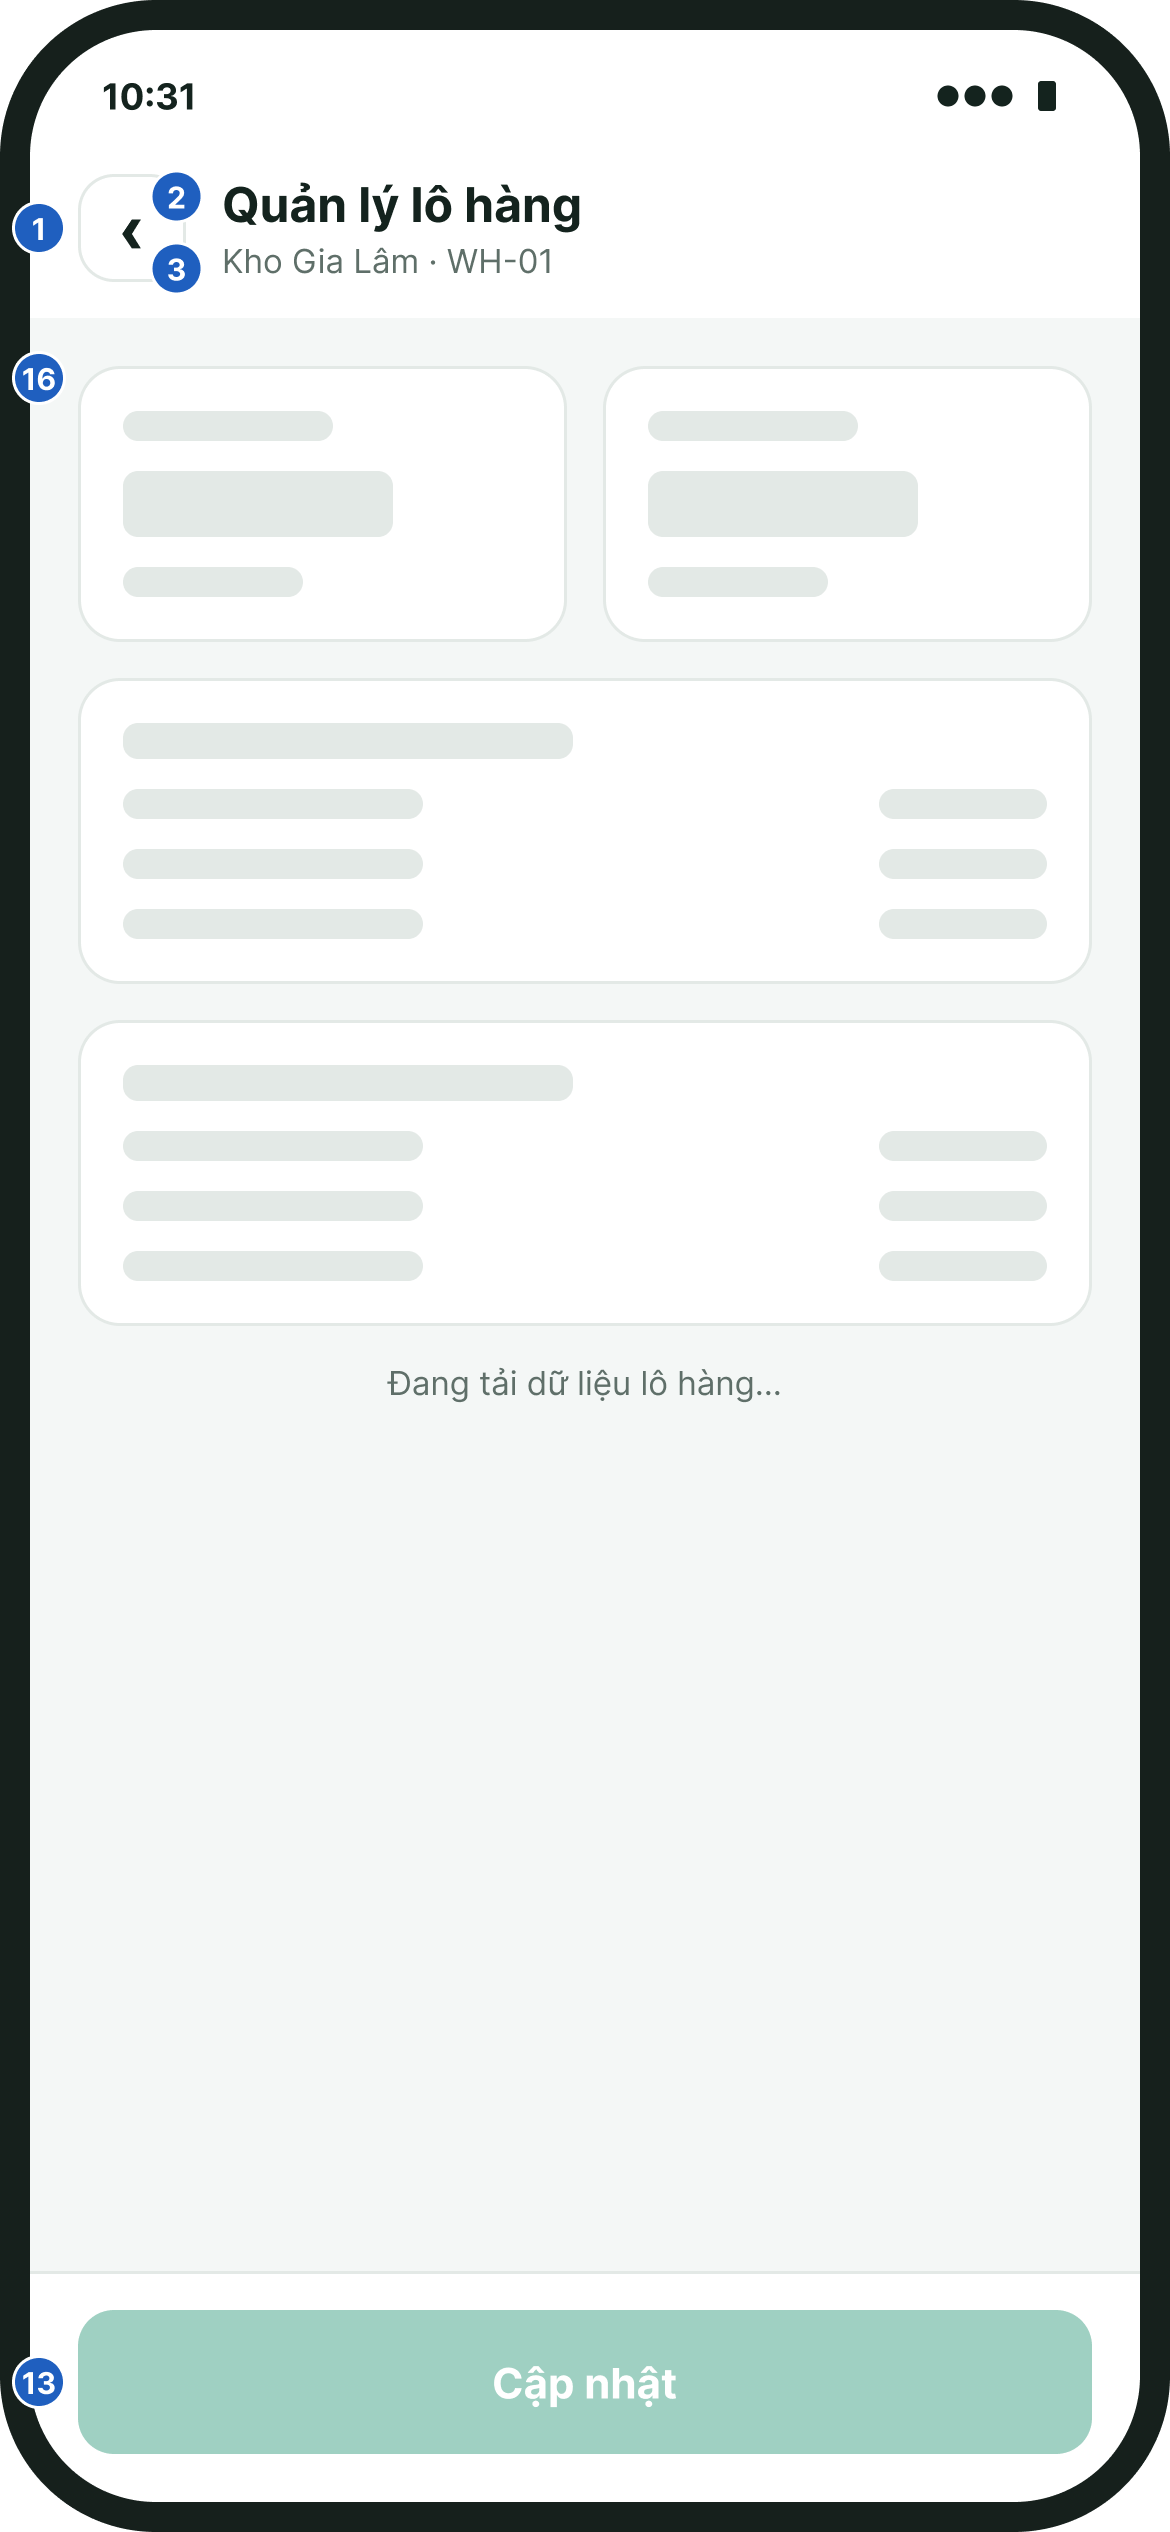 10:31
1
‹
2
Quản lý lô hàng
3
Kho Gia Lâm · WH-01
16
Đang tải dữ liệu lô hàng...
13
Cập nhật